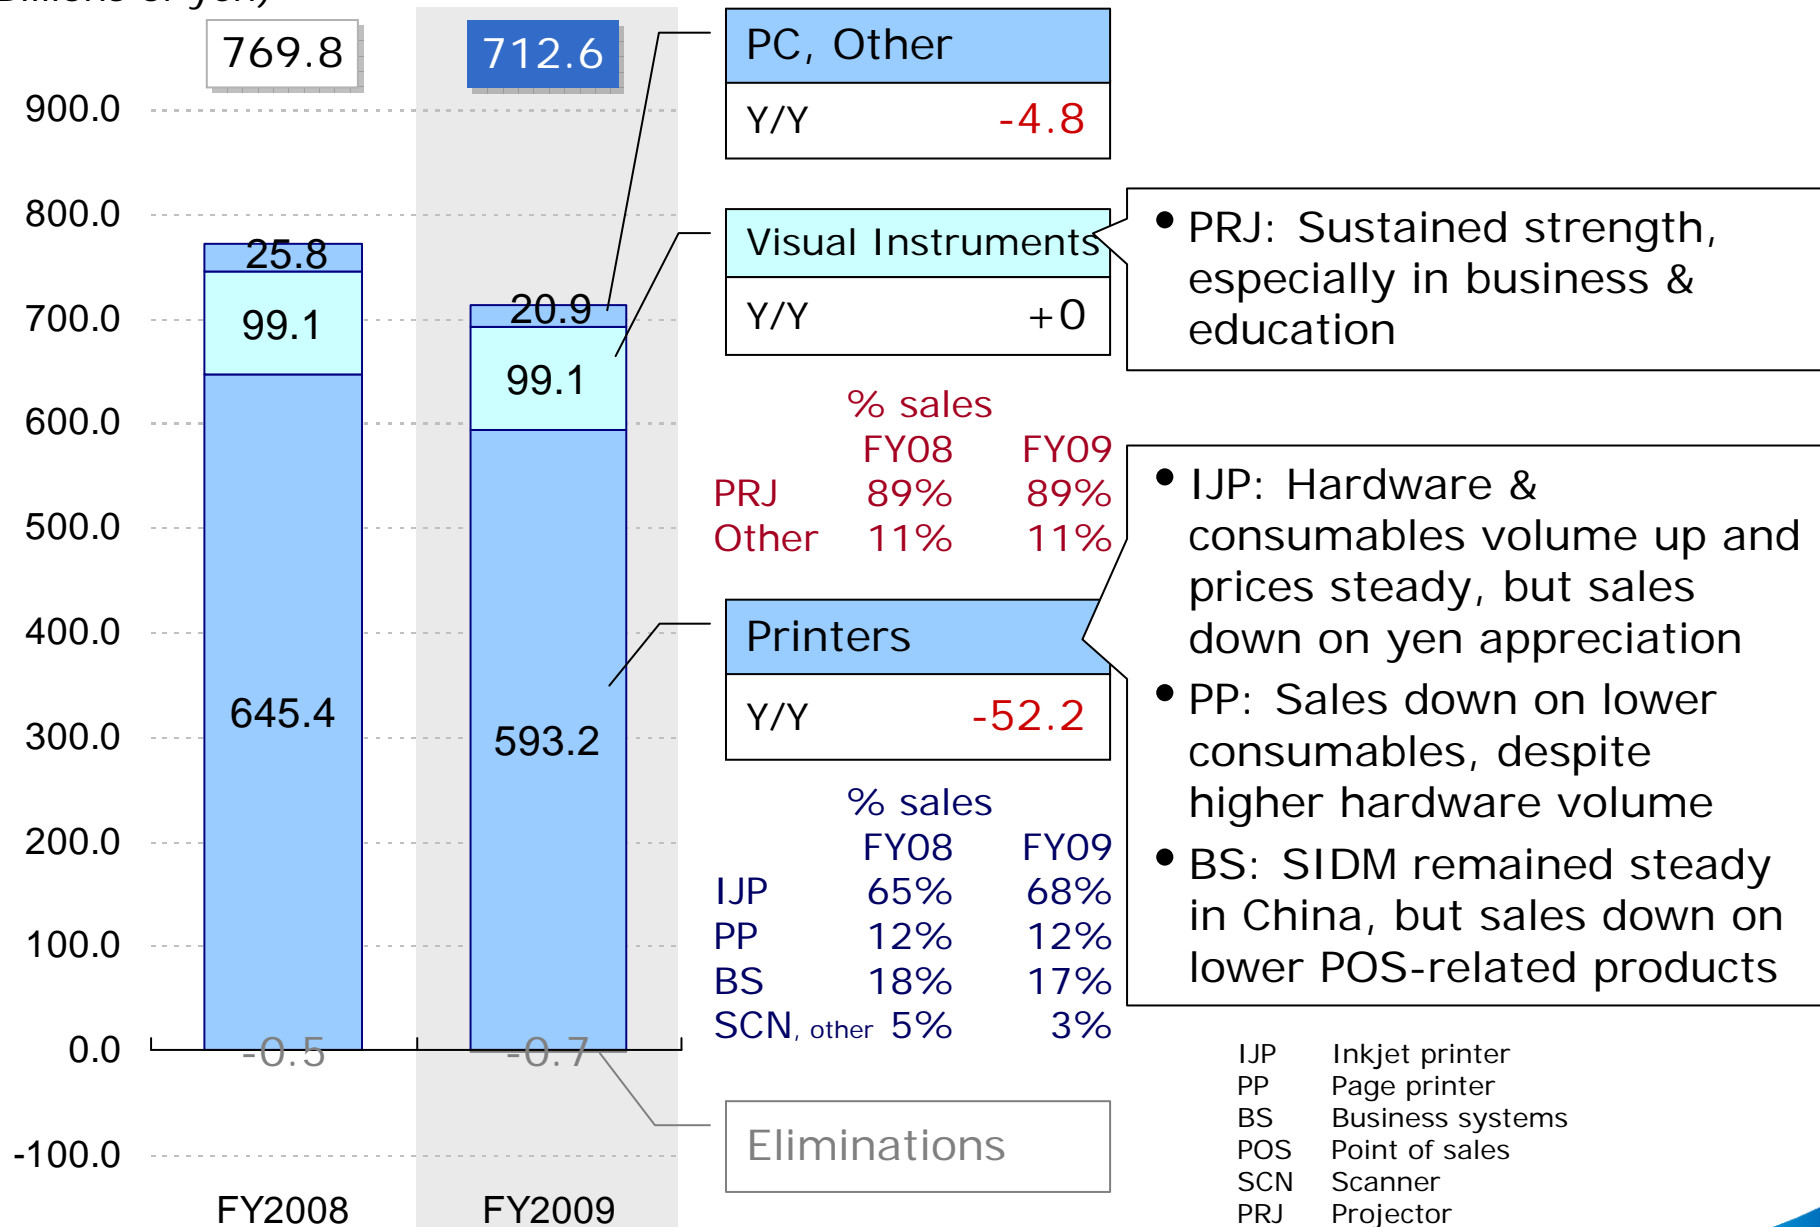 769.8
712.6
900.0
800.0
700.0
600.0
500.0
400.0
300.0
200.0
100.0
0.0
-100.0
25.8
99.1
645.4
-0.5
20.9
99.1
593.2
-0.7
FY2008
FY2009
PC, Other
Y/Y -4.8
Visual Instruments
Y/Y +0
% sales
FY08 FY09
PRJ 89% 89%
Other 11% 11%
Printers
Y/Y -52.2
% sales
FY08 FY09
IJP 65% 68%
PP 12% 12%
BS 18% 17%
SCN, other 5% 3%
Eliminations
• PRJ: Sustained strength,
especially in business &
education
• IJP: Hardware &
consumables volume up and
prices steady, but sales
down on yen appreciation
• PP: Sales down on lower
consumables, despite
higher hardware volume
• BS: SIDM remained steady
in China, but sales down on
lower POS-related products
IJP Inkjet printer
PP Page printer
BS Business systems
POS Point of sales
SCN Scanner
PRJ Projector